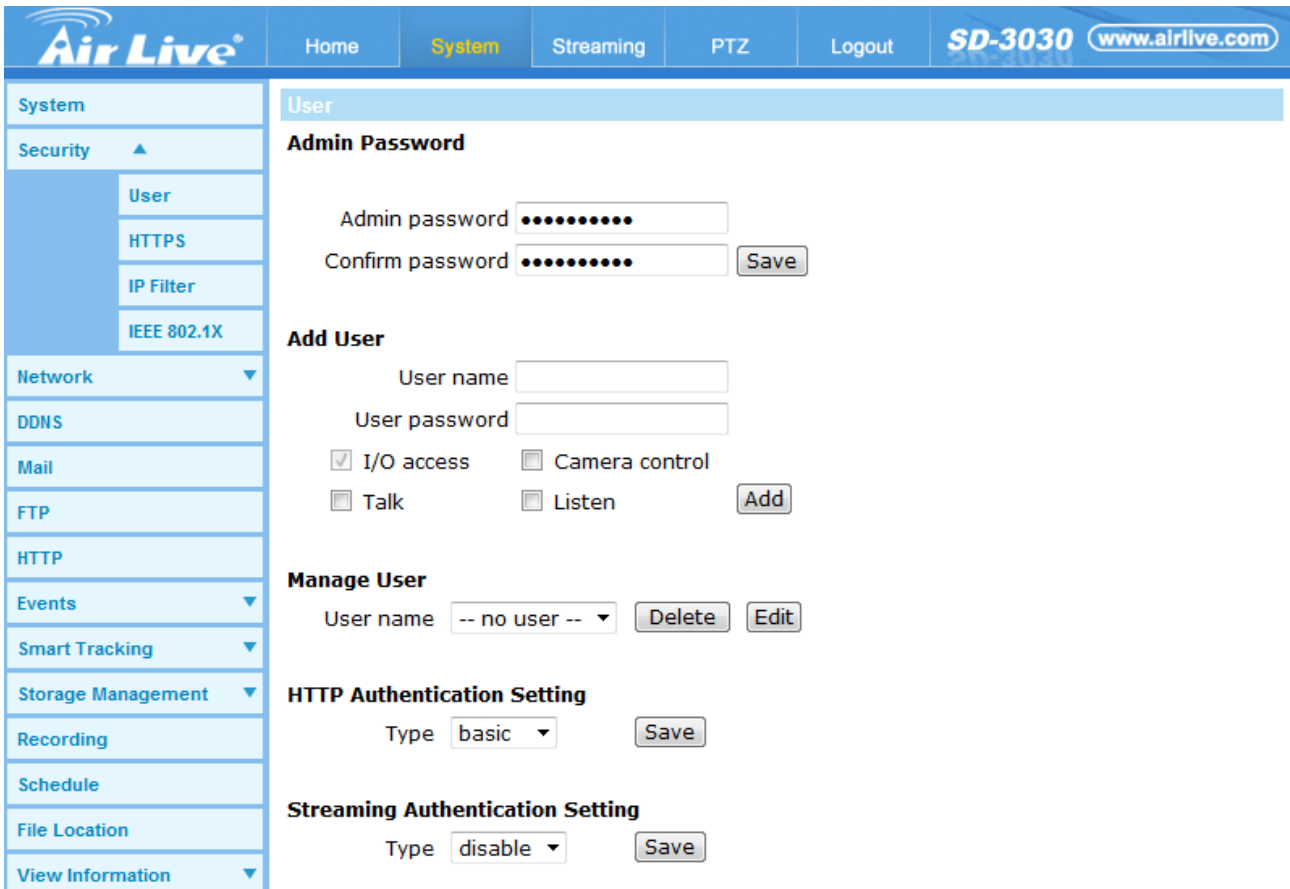 Air Live®
Home System Streaming PTZ Logout SD-3030 www.airlive.com
System
Security
User
HTTPS
IP Filter
IEEE 802.1X
Network
DDNS
Mail
FTP
HTTP
Events
Smart Tracking
Storage Management
Recording
Schedule
File Location
View Information
User
Admin Password
Admin password ••••••••••
Confirm password •••••••••• Save
Add User
User name
User password
I/O access Camera control
Talk Listen Add
Manage User
User name -- no user -- Delete Edit
HTTP Authentication Setting
Type basic Save
Streaming Authentication Setting
Type disable Save